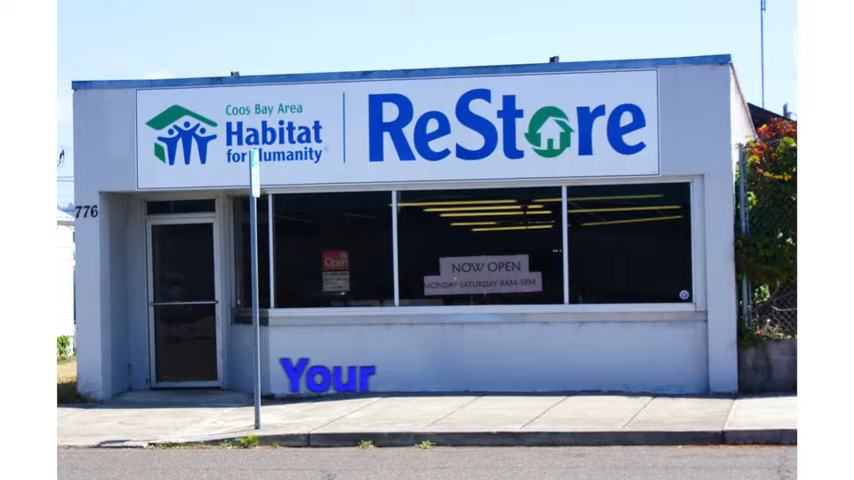 Coos Bay Area
Habitat
for Humanity®
ReStore
776
Open
NOW OPEN
MONDAY SATURDAY 8AM-5PM
Your